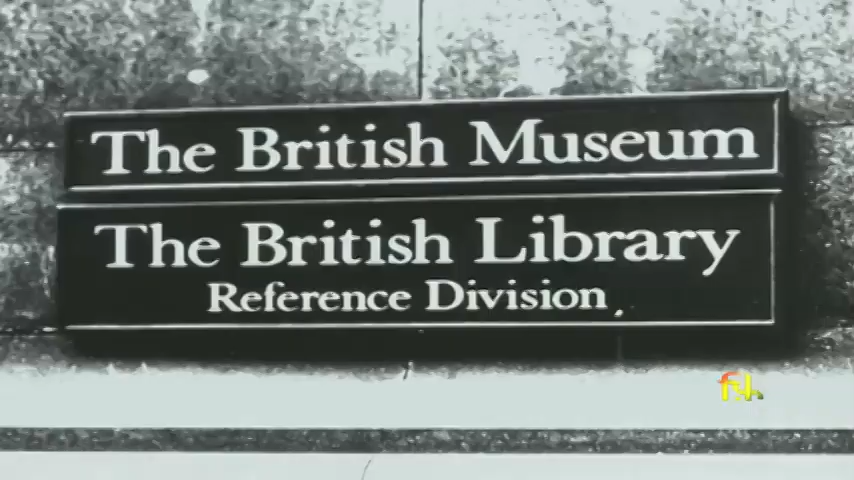 The British Museum
The British Library
Reference Division